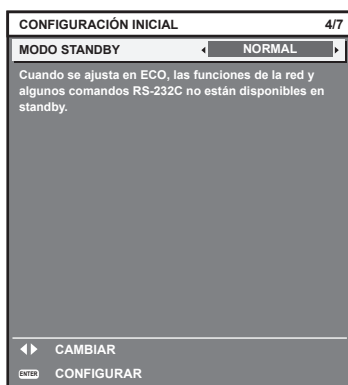 CONFIGURACIÓN INICIAL 4/7
MODO STANDBY NORMAL
Cuando se ajusta en ECO, las funciones de la red y
algunos comandos RS-232C no están disponibles en
standby.
CAMBIAR
ENTER CONFIGURAR